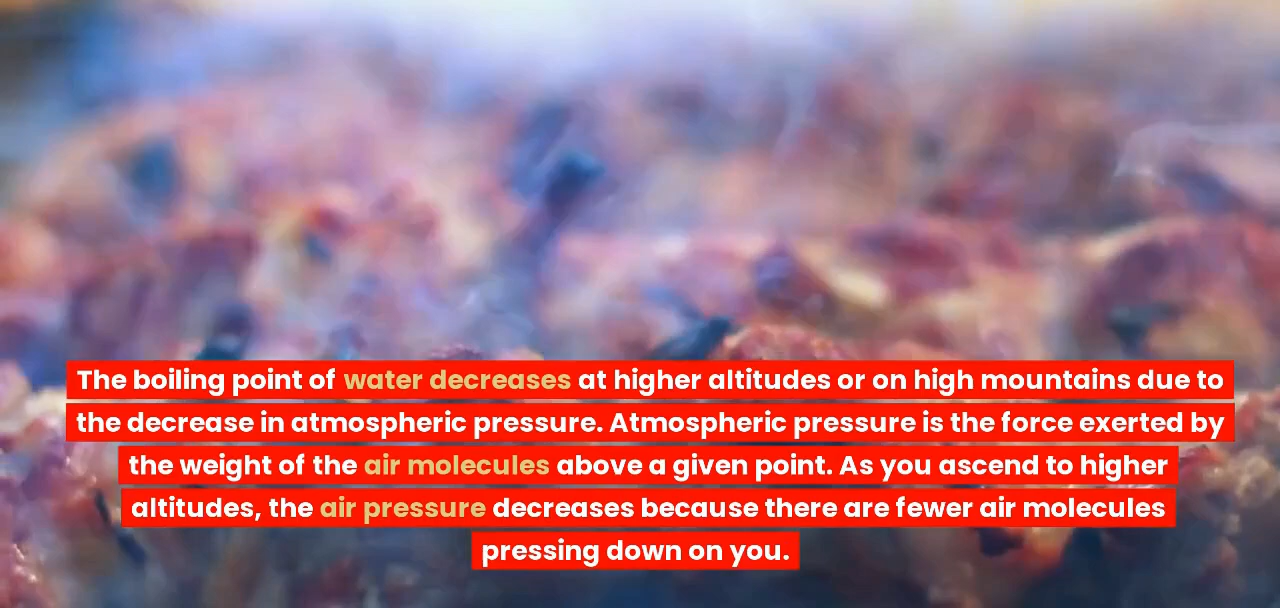 The boiling point of water decreases at higher altitudes or on high mountains due to
the decrease in atmospheric pressure. Atmospheric pressure is the force exerted by
the weight of the air molecules above a given point. As you ascend to higher
altitudes, the air pressure decreases because there are fewer air molecules
pressing down on you.